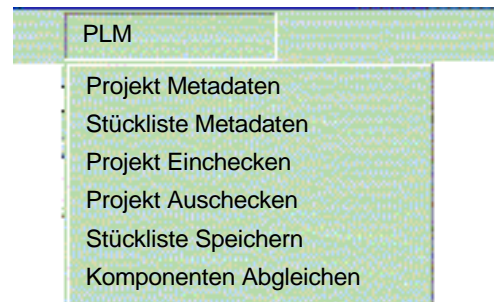 PLM
Projekt Metadaten
Stückliste Metadaten
Projekt Einchecken
Projekt Auschecken
Stückliste Speichern
Komponenten Abgleichen